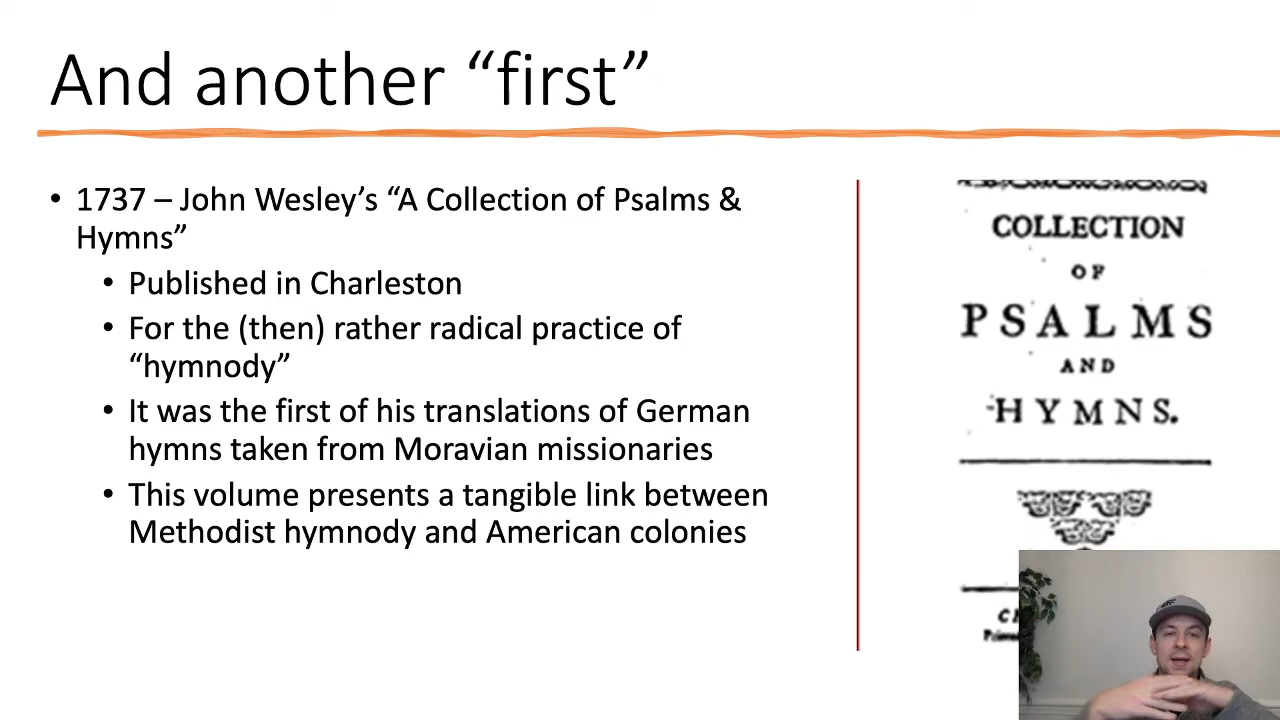 And another “first”
• 1737 – John Wesley’s “A Collection of Psalms &
Hymns”
• Published in Charleston
• For the (then) rather radical practice of
“hymnody”
• It was the first of his translations of German
hymns taken from Moravian missionaries
• This volume presents a tangible link between
Methodist hymnody and American colonies
COLLECTION
OF
PSALMS
AND
HYMNS.